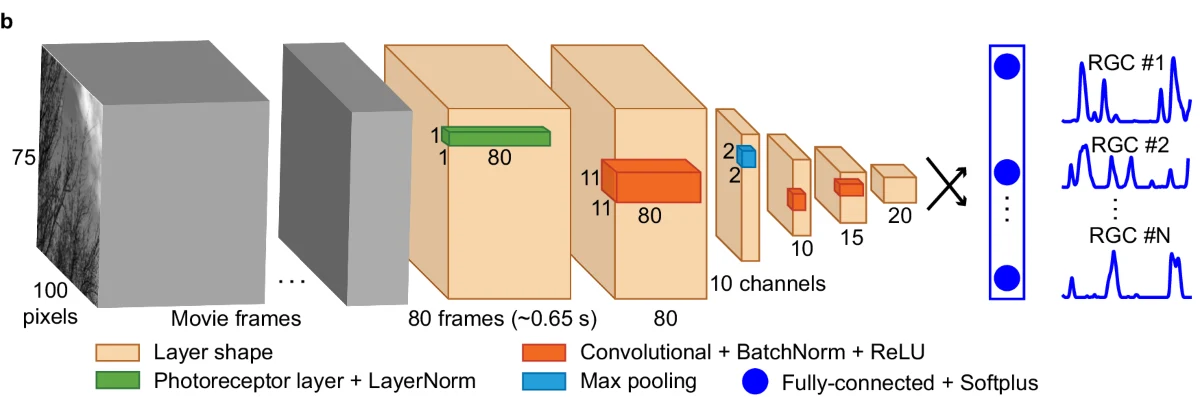 b
RGC #1
RGC #2
RGC #N
75
100
pixels
Movie frames
...
1
1
80
80 frames (~0.65 s)
11
11
80
80
2
2
10 channels
10
15
20
Layer shape
Convolutional + BatchNorm + ReLU
Photoreceptor layer + LayerNorm
Max pooling
Fully-connected + Softplus